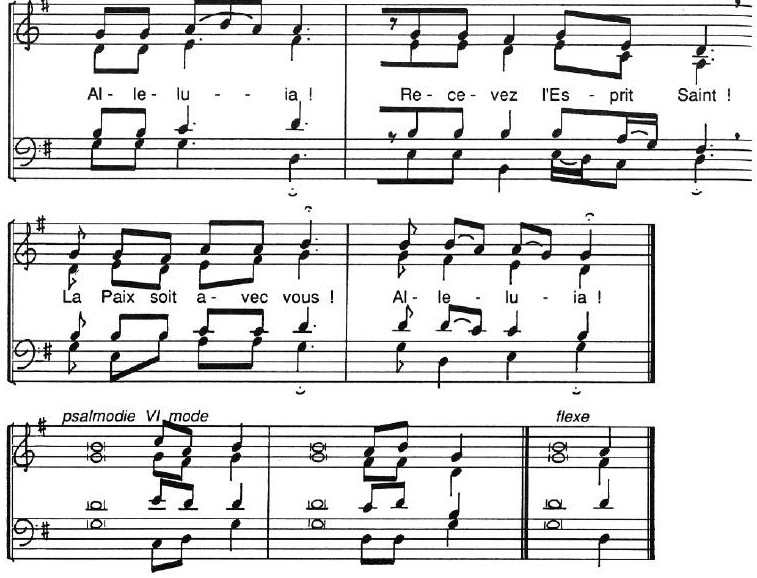 Al - le - lu - - ia ! Re - ce - vez l'Es - prit Saint !
La Paix soit a - vec vous ! Al - le - lu - ia !
psalmodie VI mode flexe